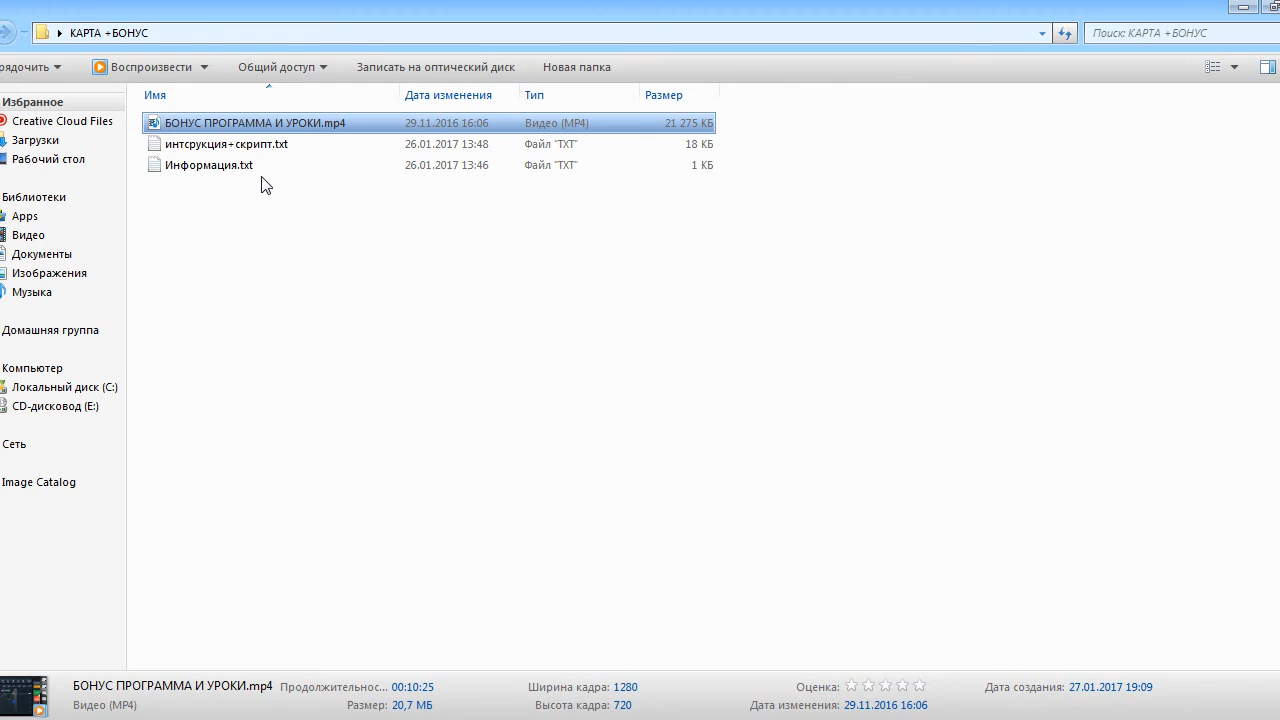 КАРТА +БОНУС
Поиск: КАРТА +БОНУС
рядочить
Воспроизвести
Общий доступ
Записать на оптический диск
Новая папка
Избранное
Creative Cloud Files
Загрузки
Рабочий стол
Библиотеки
Apps
Видео
Документы
Изображения
Музыка
Домашняя группа
Компьютер
Локальный диск (C:)
CD-дисковод (E:)
Сеть
Image Catalog
Имя Дата изменения Тип Размер
БОНУС ПРОГРАММА И УРОКИ.mp4 29.11.2016 16:06 Видео (MP4) 21 275 КБ
интсрукция+скрипт.txt 26.01.2017 13:48 Файл "TXT" 18 КБ
Информация.txt 26.01.2017 13:46 Файл "TXT" 1 КБ
БОНУС ПРОГРАММА И УРОКИ.mp4 Продолжительнос... 00:10:25 Ширина кадра: 1280 Оценка: Дата создания: 27.01.2017 19:09
Видео (MP4) Размер: 20,7 МБ Высота кадра: 720 Дата изменения: 29.11.2016 16:06